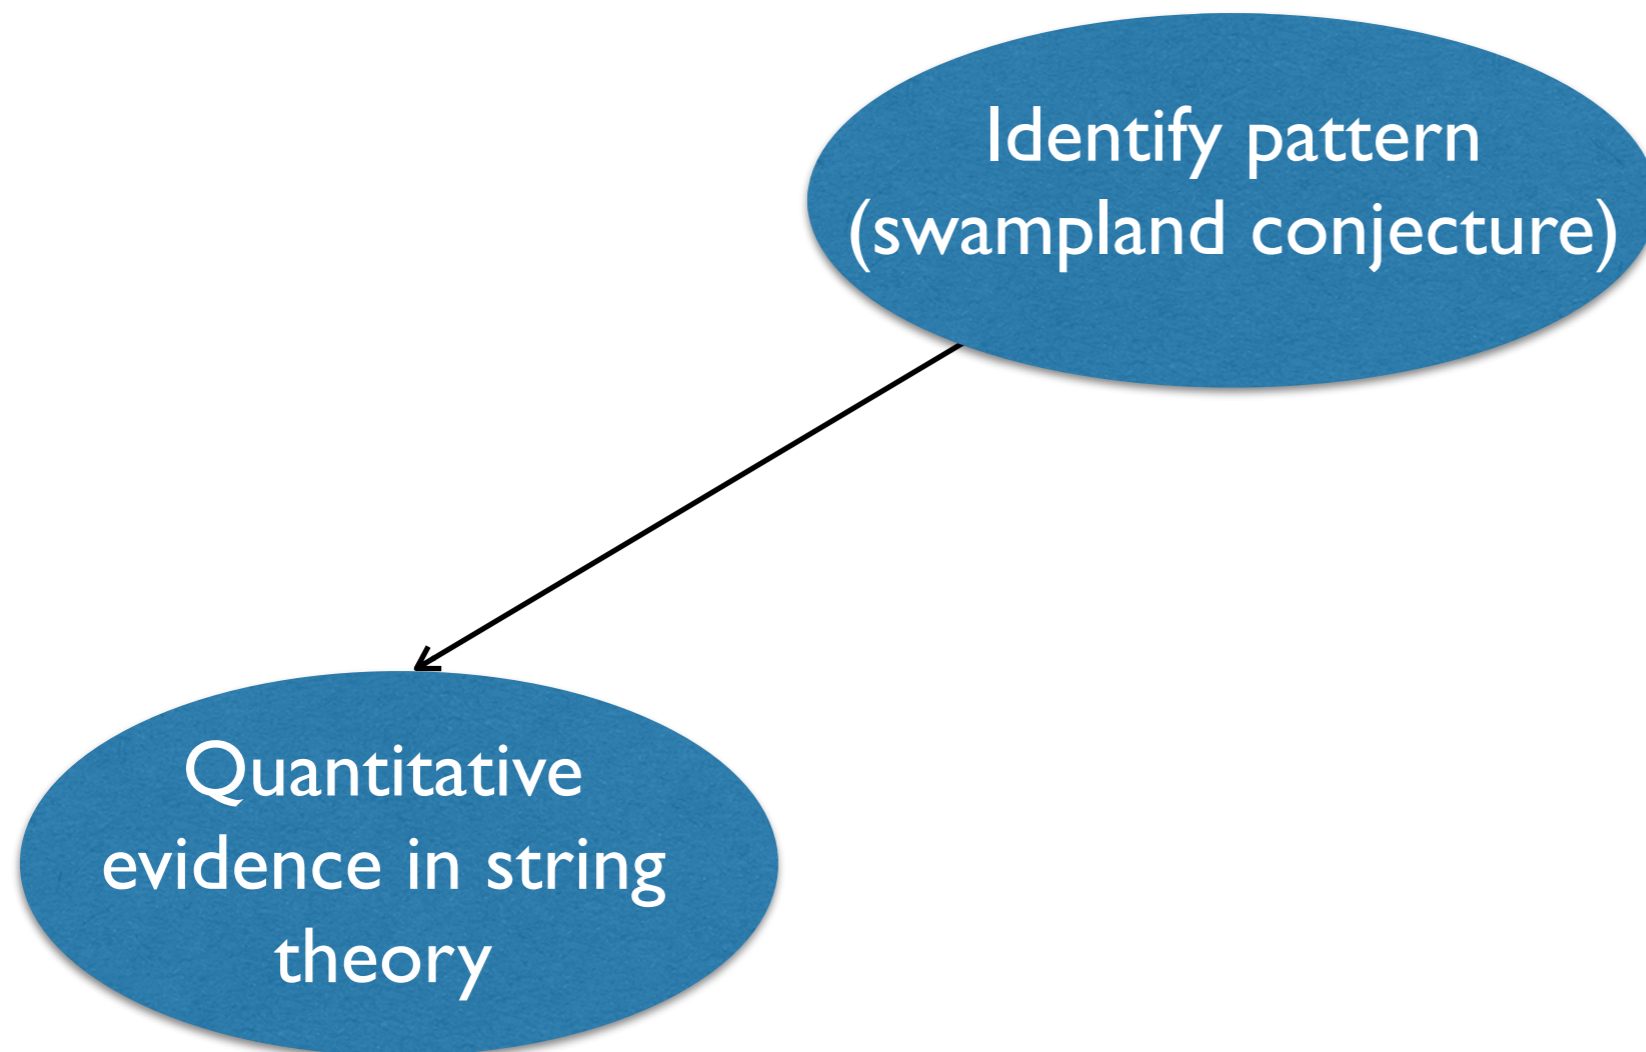 Identify pattern
(swampland conjecture)
Quantitative
evidence in string
theory